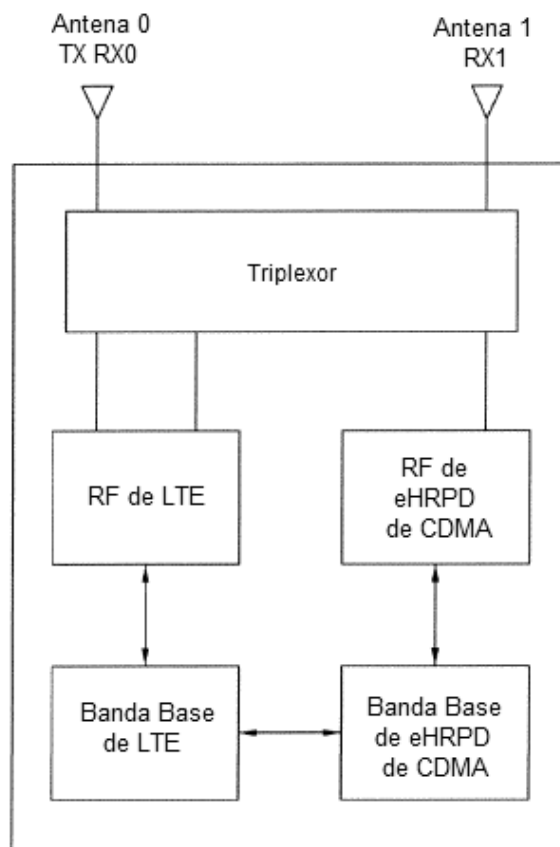 Antena 0
TX RX0
Antena 1
RX1
Triplexor
RF de LTE
RF de
eHRPD
de CDMA
Banda Base
de LTE
Banda Base
de eHRPD
de CDMA